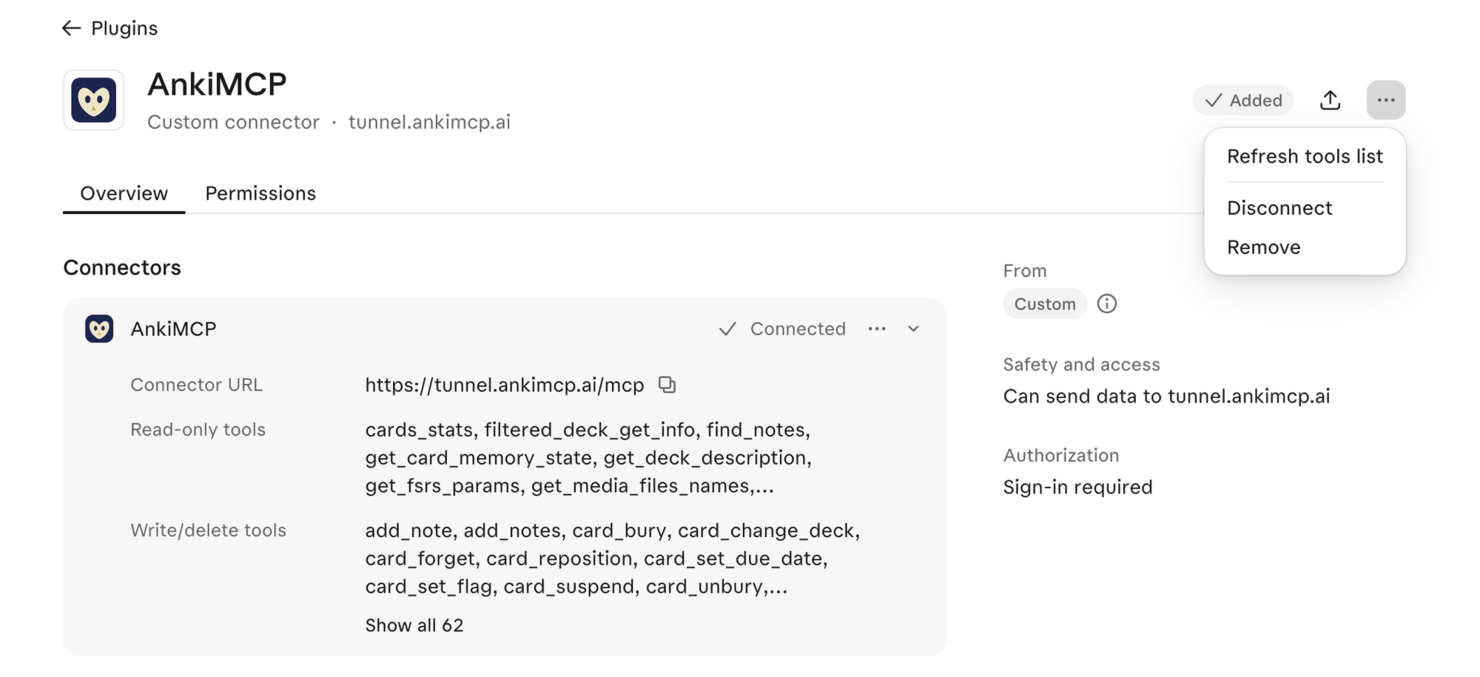 Plugins
AnkiMCP
Custom connector · tunnel.ankimcp.ai
Added
Refresh tools list
Disconnect
Remove
Overview
Permissions
Connectors
AnkiMCP
Connected
Connector URL
https://tunnel.ankimcp.ai/mcp
Read-only tools
cards_stats, filtered_deck_get_info, find_notes,
get_card_memory_state, get_deck_description,
get_fsrs_params, get_media_files_names,...
Write/delete tools
add_note, add_notes, card_bury, card_change_deck,
card_forget, card_reposition, card_set_due_date,
card_set_flag, card_suspend, card_unbury,...
Show all 62
From
Custom
Safety and access
Can send data to tunnel.ankimcp.ai
Authorization
Sign-in required